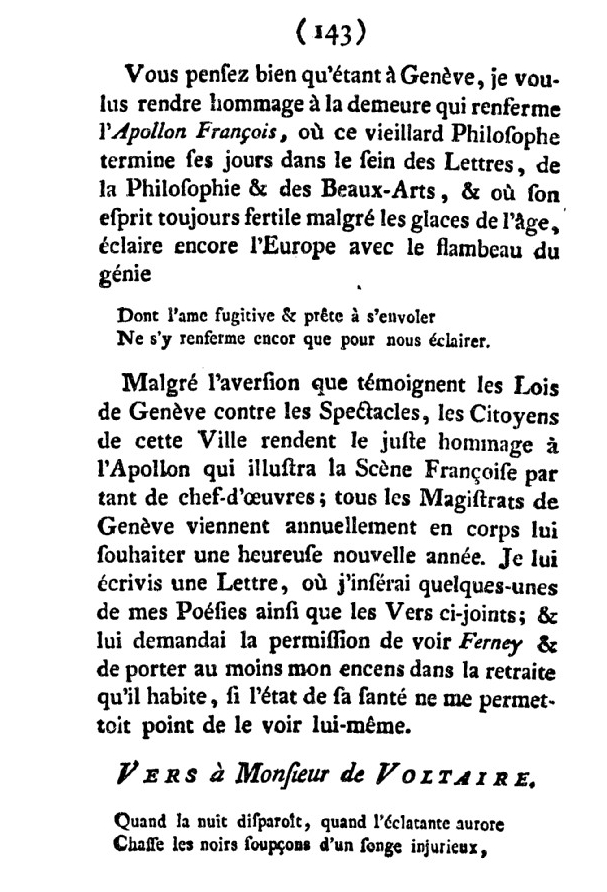 (143)
Vous penſez bien qu'étant à Genève, je vou-
lus rendre hommage à la demeure qui renferme
l'Apollon François, où ce vieillard Philoſophe
termine ſes jours dans le ſein des Lettres, de
la Philoſophie & des Beaux-Arts, & où ſon
eſprit toujours fertile malgré les glaces de l'âge,
éclaire encore l'Europe avec le flambeau du
génie
Dont l'ame fugitive & prête à s'envoler
Ne s'y renferme encor que pour nous éclairer.
Malgré l'averſion que témoignent les Lois
de Genève contre les Spectacles, les Citoyens
de cette Ville rendent le juſte hommage à
l'Apollon qui illuſtra la Scène Françoiſe par
tant de chef-d'œuvres; tous les Magiſtrats de
Genève viennent annuellement en corps lui
ſouhaiter une heureuſe nouvelle année. Je lui
écrivis une Lettre, où j'inſérai quelques-unes
de mes Poéſies ainſi que les Vers ci-joints; &
lui demandai la permiſſion de voir Ferney &
de porter au moins mon encens dans la retraite
qu'il habite, ſi l'état de ſa ſanté ne me permet-
toit point de le voir lui-même.
VERS à Monſieur de VOLTAIRE.
Quand la nuit diſparoît, quand l'éclatante aurore
Chaſſe les noirs ſoupçons d'un ſonge injurieux,